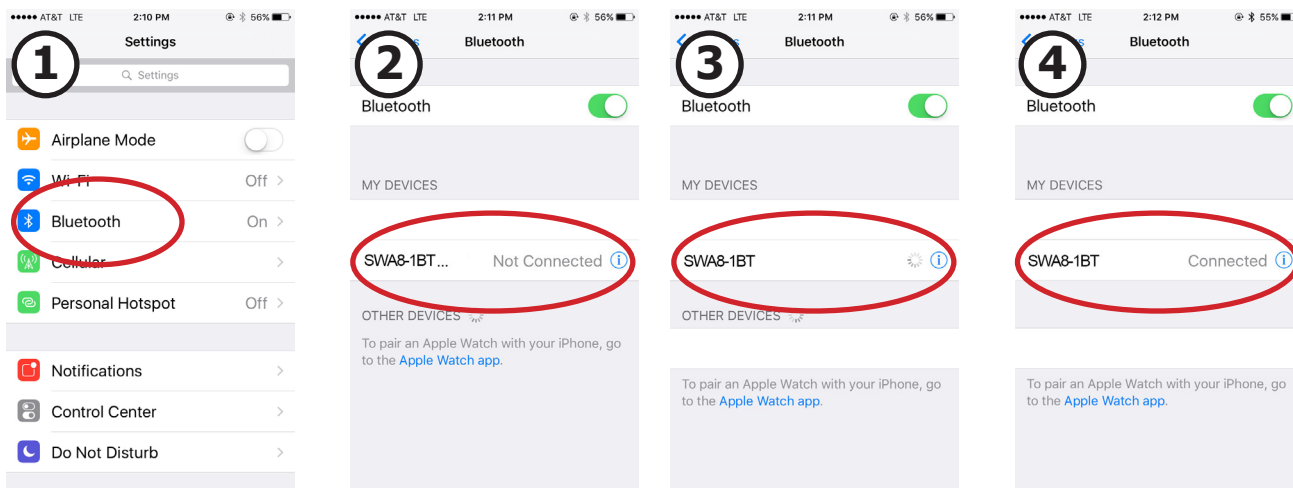 1
AT&T LTE 2:10 PM 56%
Settings
Settings
Airplane Mode
Wi-Fi Off
Bluetooth On
Cellular
Personal Hotspot Off
Notifications
Control Center
Do Not Disturb
2
AT&T LTE 2:11 PM 56%
Bluetooth
Bluetooth
MY DEVICES
SWA8-1BT... Not Connected
OTHER DEVICES
To pair an Apple Watch with your iPhone, go
to the Apple Watch app.
3
AT&T LTE 2:11 PM 56%
Bluetooth
Bluetooth
MY DEVICES
SWA8-1BT
OTHER DEVICES
To pair an Apple Watch with your iPhone, go
to the Apple Watch app.
4
AT&T LTE 2:12 PM 55%
Bluetooth
Bluetooth
MY DEVICES
SWA8-1BT Connected
To pair an Apple Watch with your iPhone, go
to the Apple Watch app.